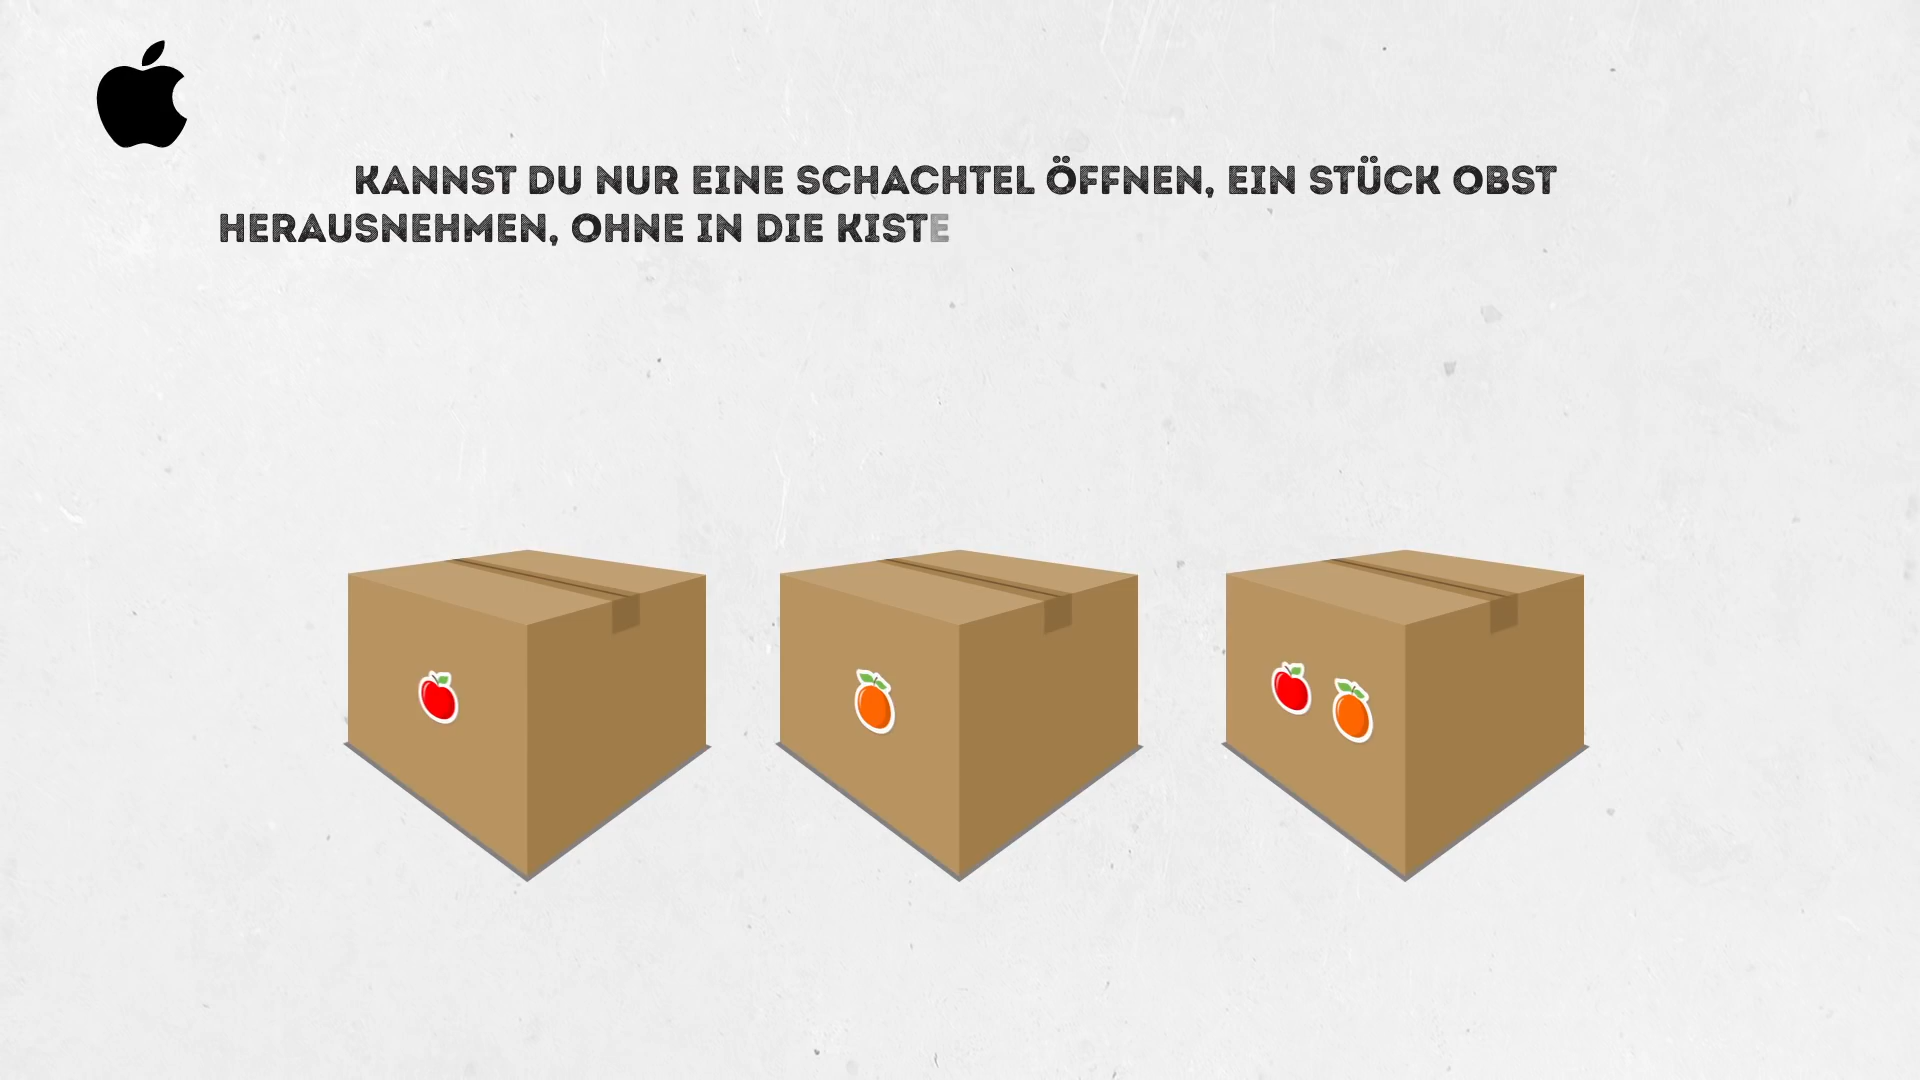 KANNST DU NUR EINE SCHACHTEL ÖFFNEN, EIN STÜCK OBST
HERAUSNEHMEN, OHNE IN DIE KISTE